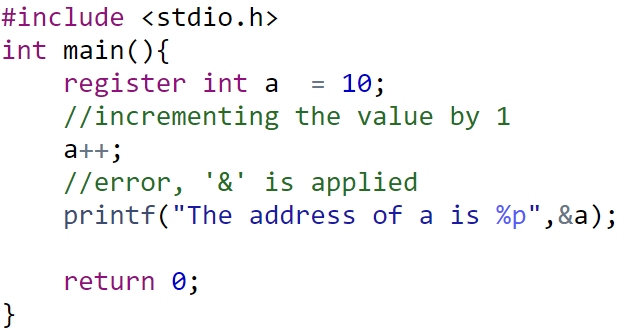 #include <stdio.h>
int main(){
    register int a  = 10;
    //incrementing the value by 1
    a++;
    //error, '&' is applied
    printf("The address of a is %p",&a);

    return 0;
}